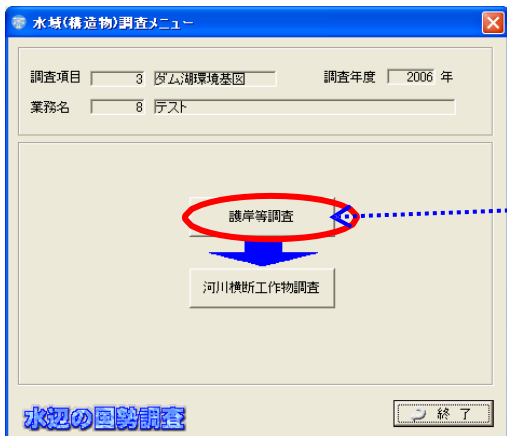 水域(構造物)調査メニュー
調査項目 3 ダム湖環境基図 調査年度 2006 年
業務名 8 テスト
護岸等調査
河川横断工作物調査
水辺の国勢調査 終 了